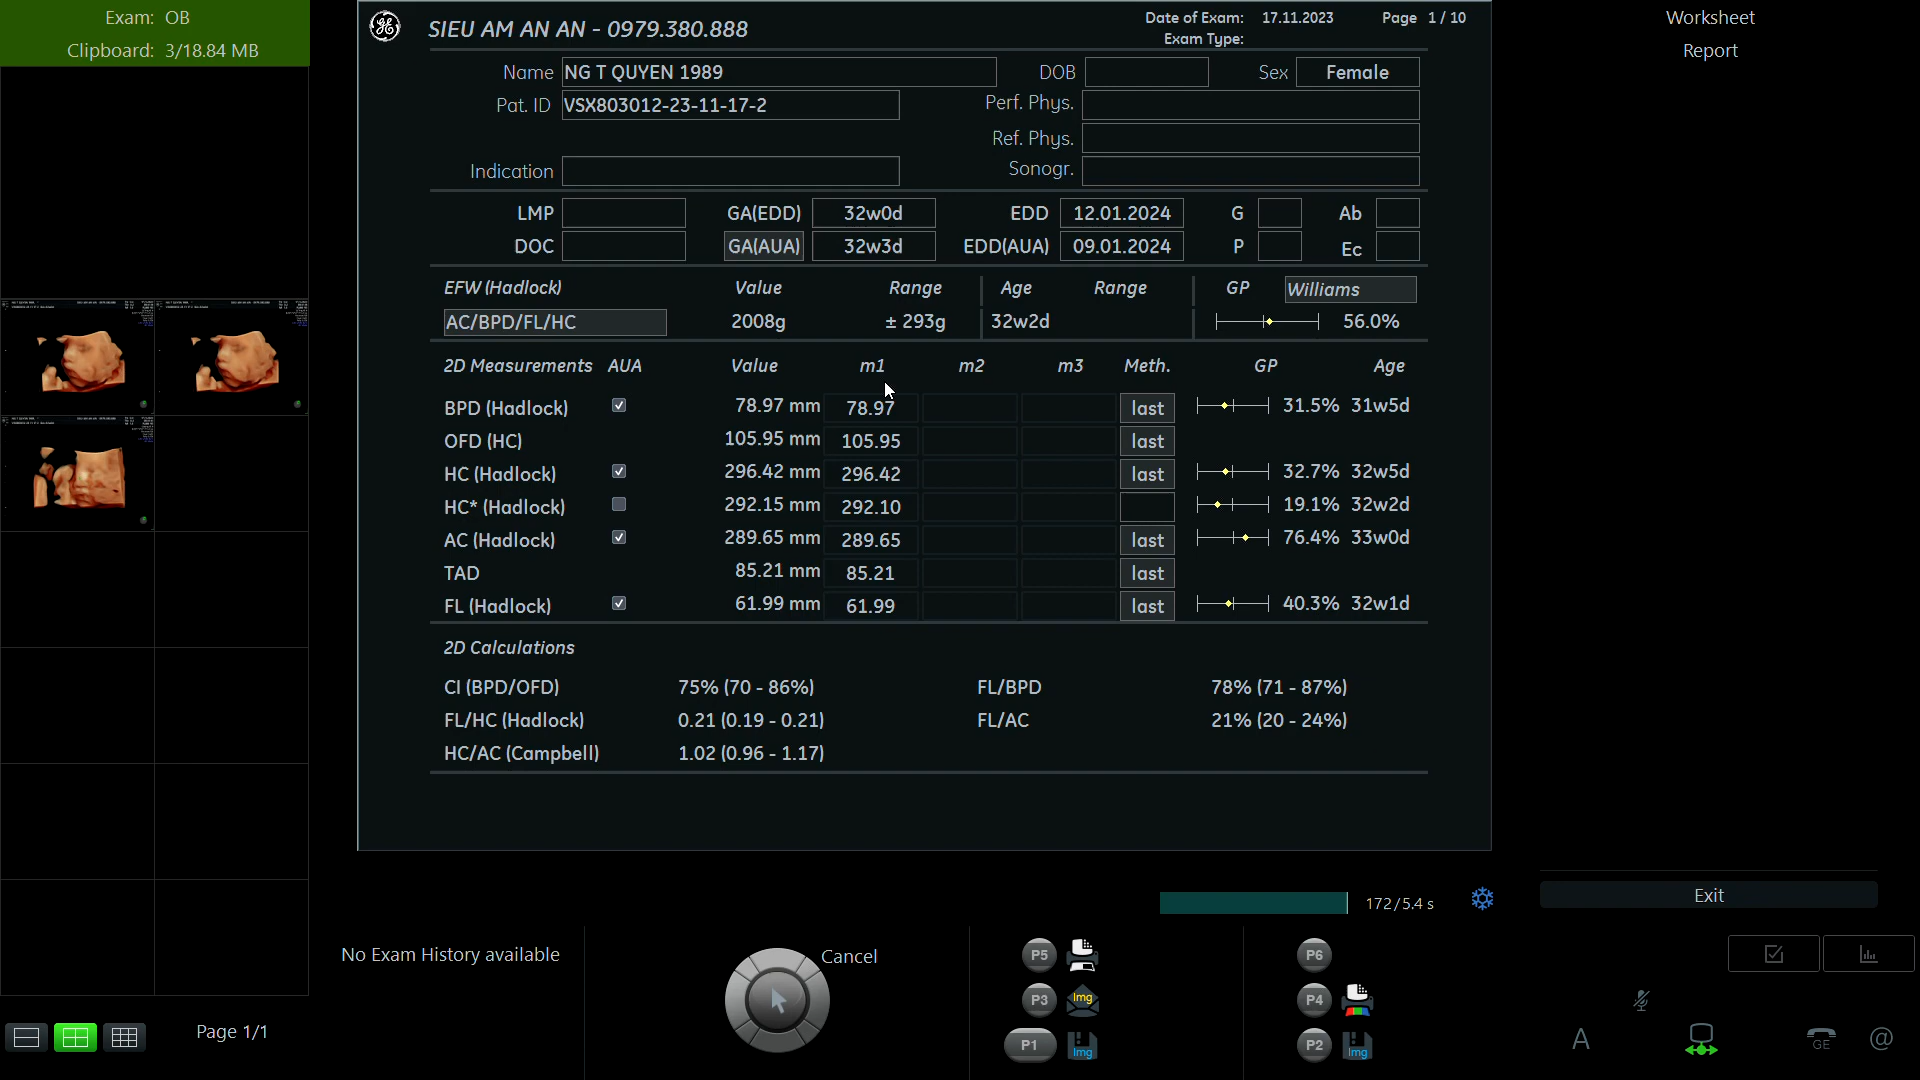 Exam: OB
Clipboard: 3/18.84 MB
SIEU AM AN AN - 0979.380.888
Date of Exam: 17.11.2023 Page 1 / 10
Exam Type:
Worksheet
Report
Name NG T QUYEN 1989 DOB Sex Female
Pat. ID VSX803012-23-11-17-2 Perf. Phys.
Ref. Phys.
Indication Sonogr.
LMP GA(EDD) 32w0d EDD 12.01.2024 G Ab
DOC GA(AUA) 32w3d EDD(AUA) 09.01.2024 P Ec
EFW (Hadlock) Value Range Age Range GP Williams
AC/BPD/FL/HC 2008g ± 293g 32w2d 56.0%
2D Measurements AUA Value m1 m2 m3 Meth. GP Age
BPD (Hadlock) 78.97 mm 78.97 last 31.5% 31w5d
OFD (HC) 105.95 mm 105.95 last
HC (Hadlock) 296.42 mm 296.42 last 32.7% 32w5d
HC* (Hadlock) 292.15 mm 292.10 19.1% 32w2d
AC (Hadlock) 289.65 mm 289.65 last 76.4% 33w0d
TAD 85.21 mm 85.21 last
FL (Hadlock) 61.99 mm 61.99 last 40.3% 32w1d
2D Calculations
CI (BPD/OFD) 75% (70 - 86%) FL/BPD 78% (71 - 87%)
FL/HC (Hadlock) 0.21 (0.19 - 0.21) FL/AC 21% (20 - 24%)
HC/AC (Campbell) 1.02 (0.96 - 1.17)
172/5.4 s
Exit
No Exam History available
Cancel
P5
P6
P3 Img
P4
P1 Img
P2 Img
Page 1/1
A
GE
@